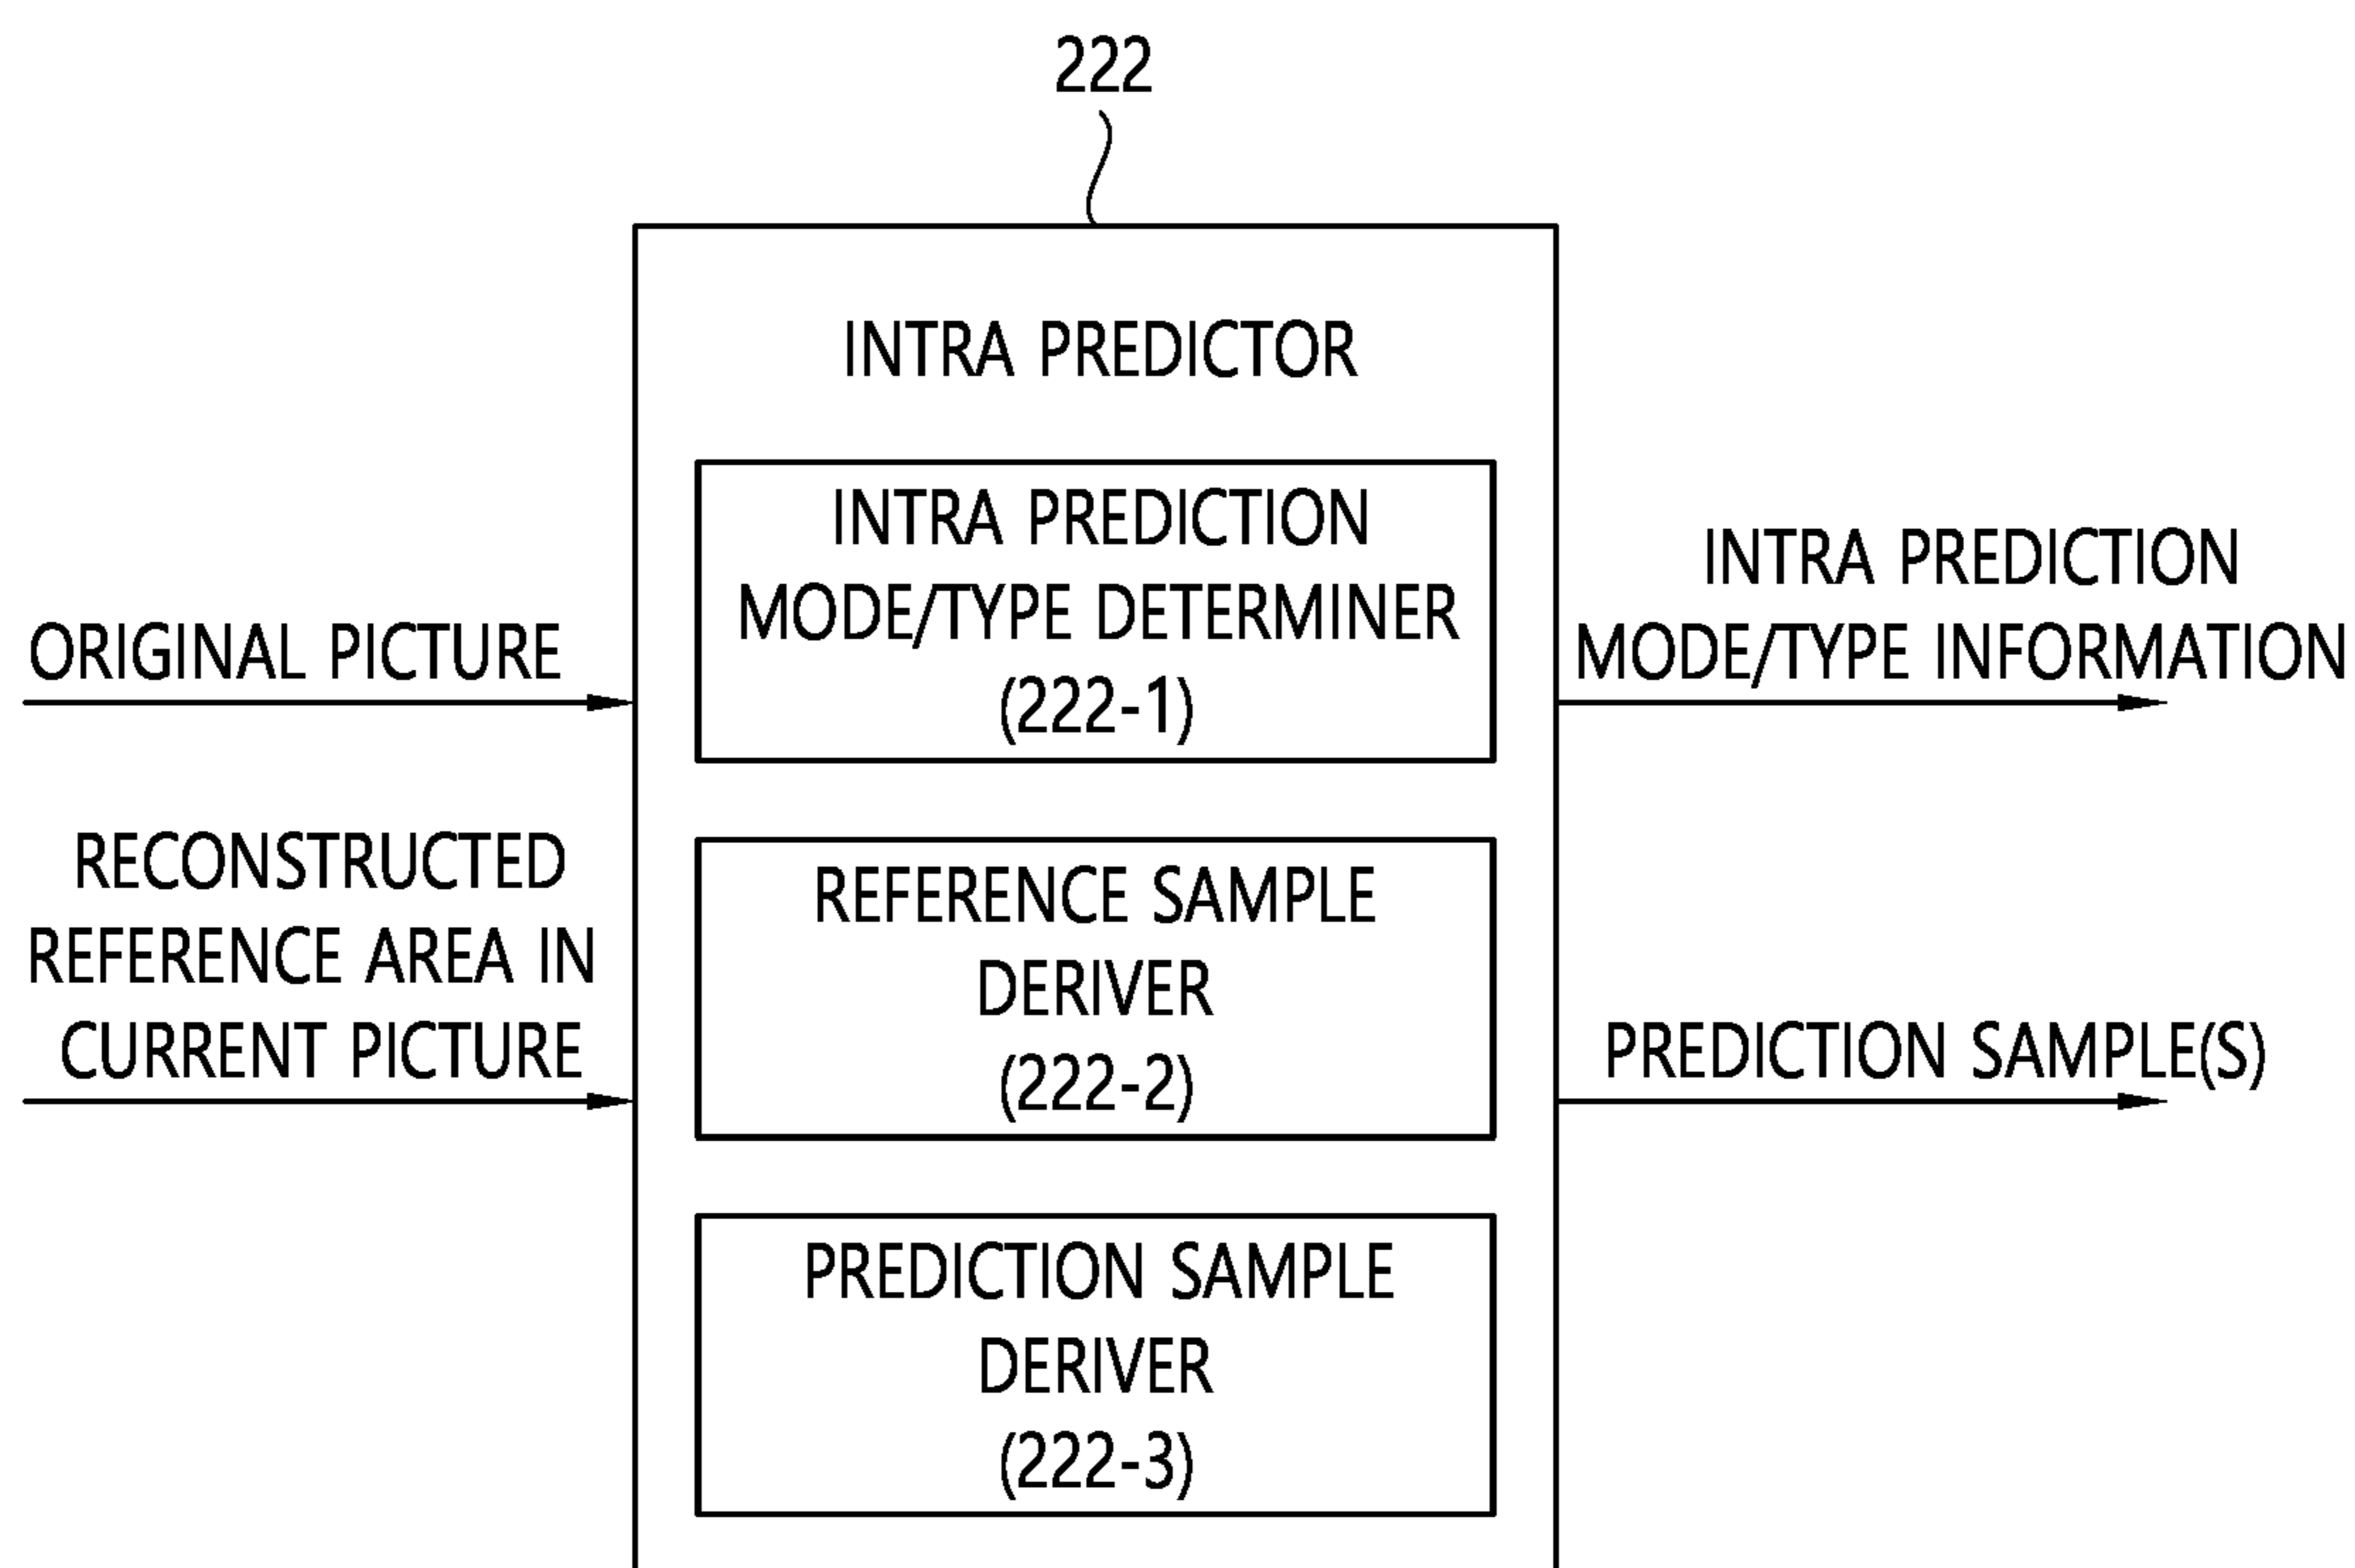 222
INTRA PREDICTOR
INTRA PREDICTION
MODE/TYPE DETERMINER
(222-1)
REFERENCE SAMPLE
DERIVER
(222-2)
PREDICTION SAMPLE
DERIVER
(222-3)
ORIGINAL PICTURE
RECONSTRUCTED
REFERENCE AREA IN
CURRENT PICTURE
INTRA PREDICTION
MODE/TYPE INFORMATION
PREDICTION SAMPLE(S)